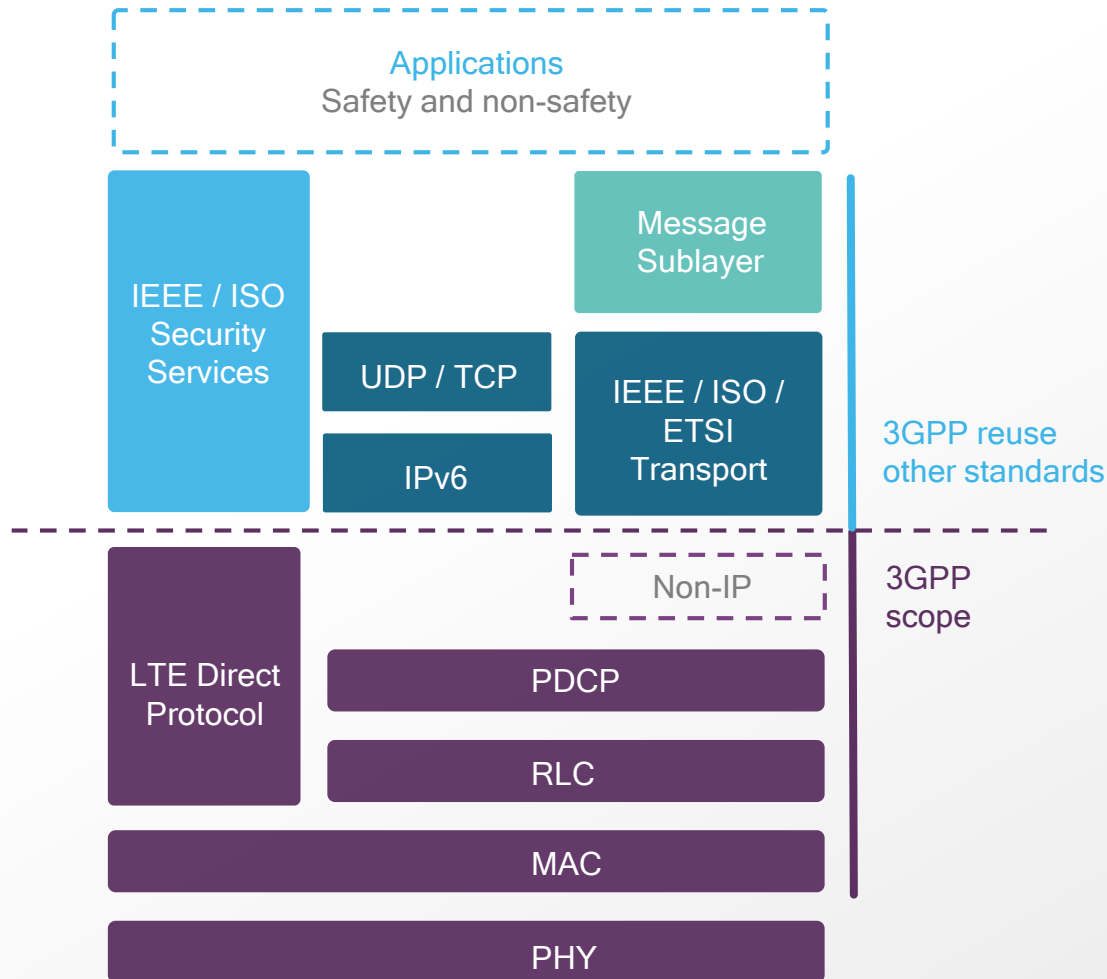 Applications
Safety and non-safety
Message
Sublayer
IEEE / ISO
Security
Services
UDP / TCP
IEEE / ISO /
ETSI
Transport
IPv6
3GPP reuse
other standards
Non-IP
3GPP
scope
LTE Direct
Protocol
PDCP
RLC
MAC
PHY